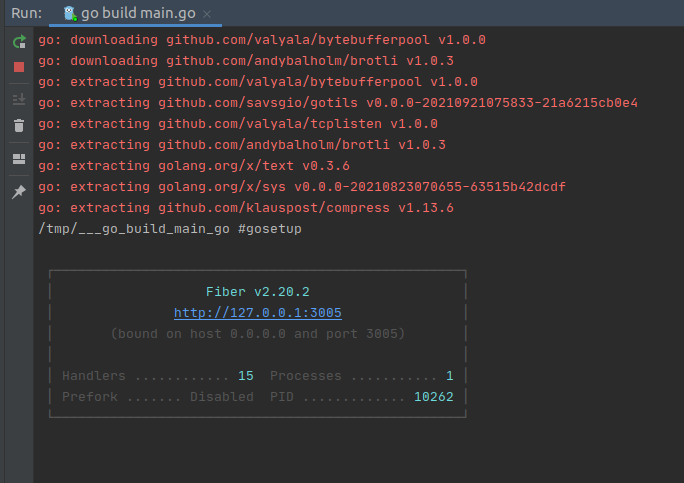 Run: go build main.go
go: downloading github.com/valyala/bytebufferpool v1.0.0
go: downloading github.com/andybalholm/brotli v1.0.3
go: extracting github.com/valyala/bytebufferpool v1.0.0
go: extracting github.com/savsgio/gotils v0.0.0-20210921075833-21a6215cb0e4
go: extracting github.com/valyala/tcplisten v1.0.0
go: extracting github.com/andybalholm/brotli v1.0.3
go: extracting golang.org/x/text v0.3.6
go: extracting golang.org/x/sys v0.0.0-20210823070655-63515b42dcdf
go: extracting github.com/klauspost/compress v1.13.6
/tmp/___go_build_main_go #gosetup
Fiber v2.20.2
http://127.0.0.1:3005
(bound on host 0.0.0.0 and port 3005)
Handlers ............ 15 Processes ........... 1
Prefork ....... Disabled PID ............. 10262